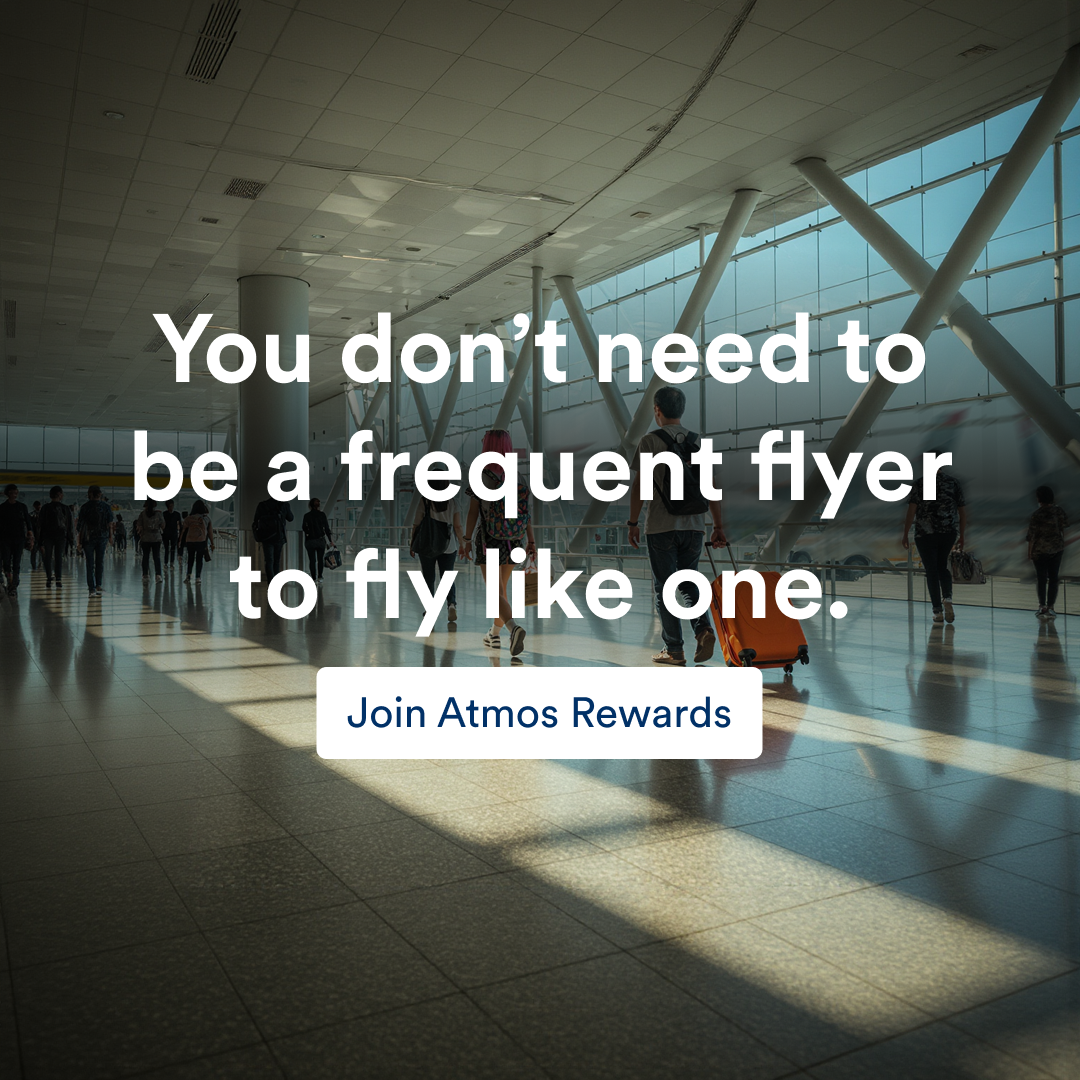 You don’t need to
be a frequent flyer
to fly like one.
Join Atmos Rewards